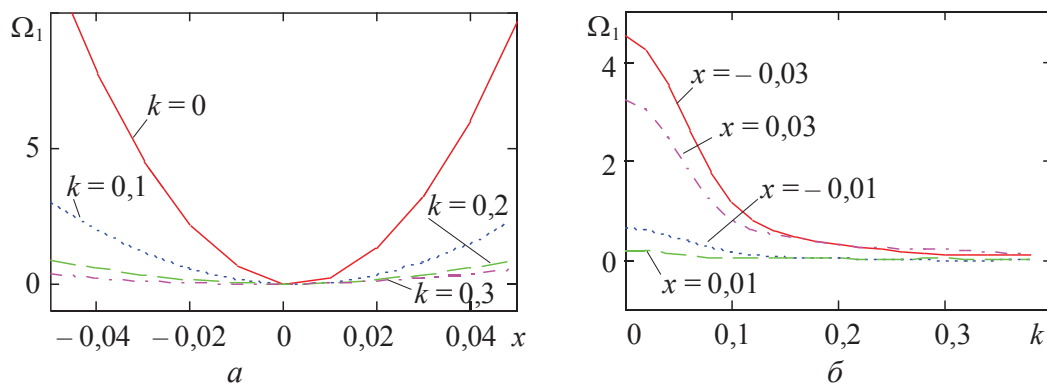 Ω₁
5
0
k = 0
k = 0,1
k = 0,2
k = 0,3
– 0,04
– 0,02
0
0,02
0,04
x
а
Ω₁
4
2
0
x = – 0,03
x = 0,03
x = – 0,01
x = 0,01
0
0,1
0,2
0,3
k
б